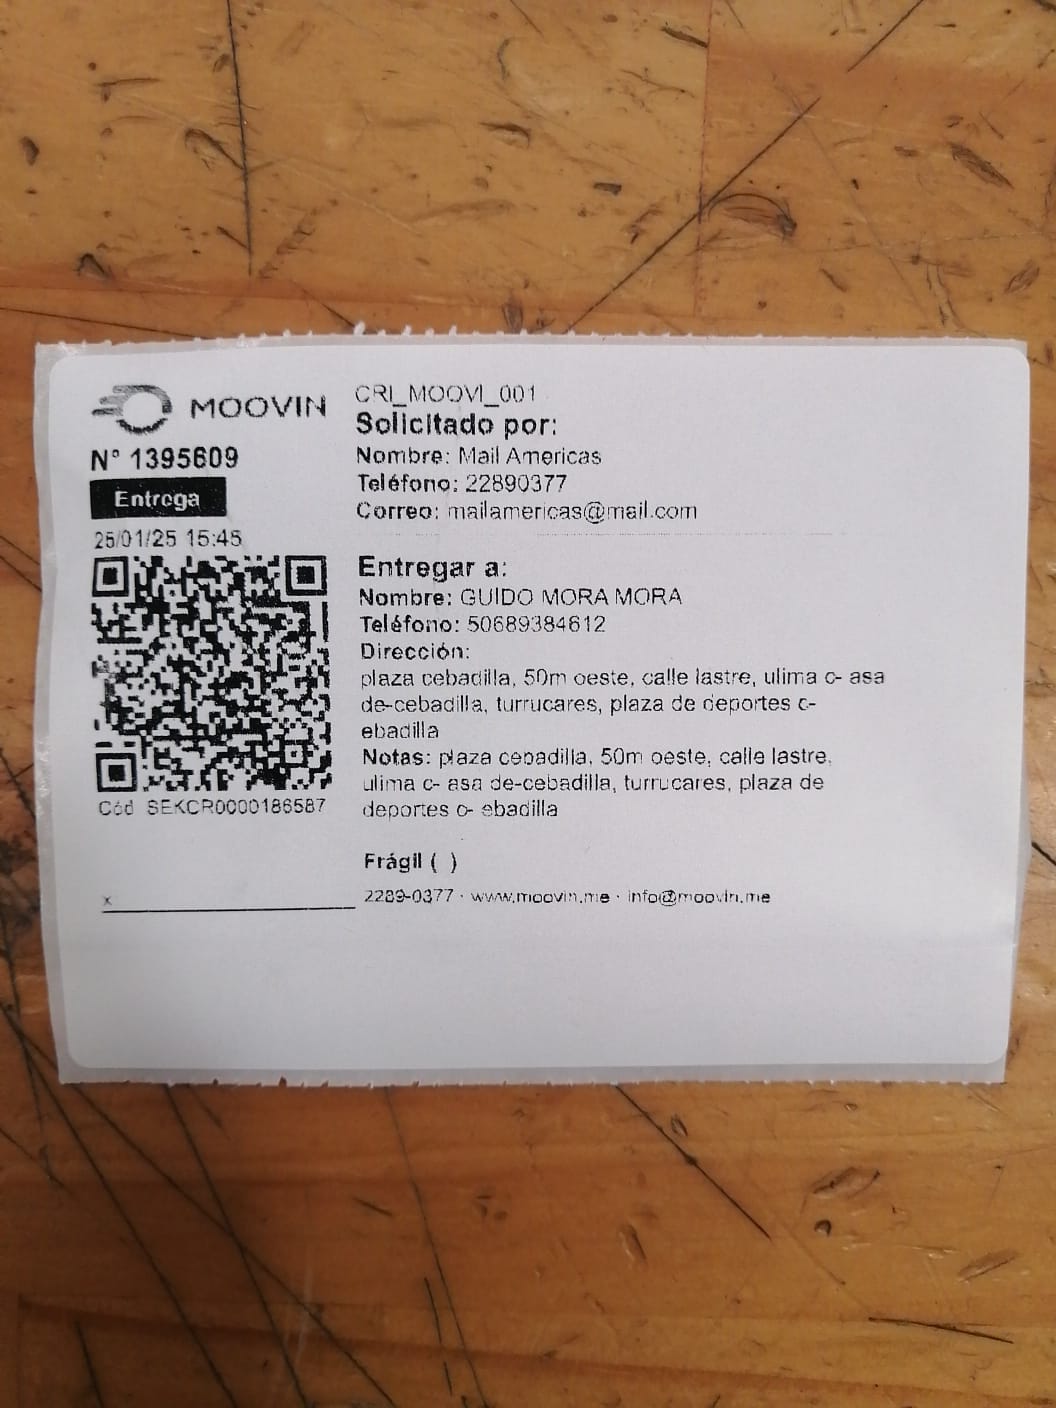 MOOVIN
N° 1395609
Entrega
25/01/25 15:45
Cód SEKCR0000186587
x
CRI_MOOVI_001
Solicitado por:
Nombre: Mail Americas
Teléfono: 22890377
Correo: mailamericas@mail.com
Entregar a:
Nombre: GUIDO MORA MORA
Teléfono: 50689384612
Dirección:
plaza cebadilla, 50m oeste, calle lastre, ulima c- asa
de-cebadilla, turrucares, plaza de deportes c-
ebadilla
Notas: plaza cebadilla, 50m oeste, calle lastre,
ulima c- asa de-cebadilla, turrucares, plaza de
deportes c- ebadilla
Frágil ( )
2289-0377 · www.moovin.me · info@moovin.me